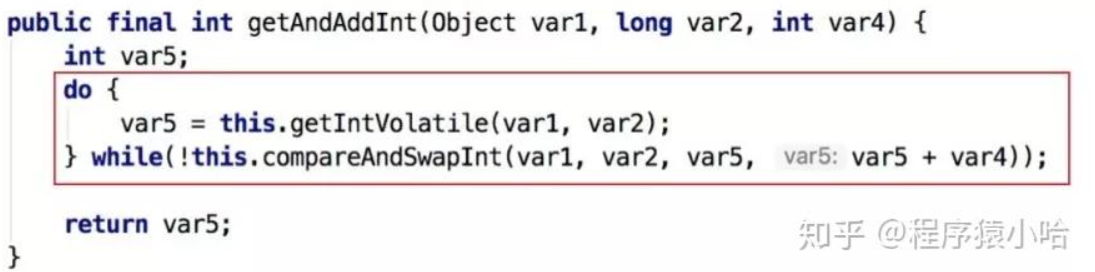 public final int getAndAddInt(Object var1, long var2, int var4) {
int var5;
do {
var5 = this.getIntVolatile(var1, var2);
} while(!this.compareAndSwapInt(var1, var2, var5, var5: var5 + var4));
return var5;
}
知乎 @程序猿小哈